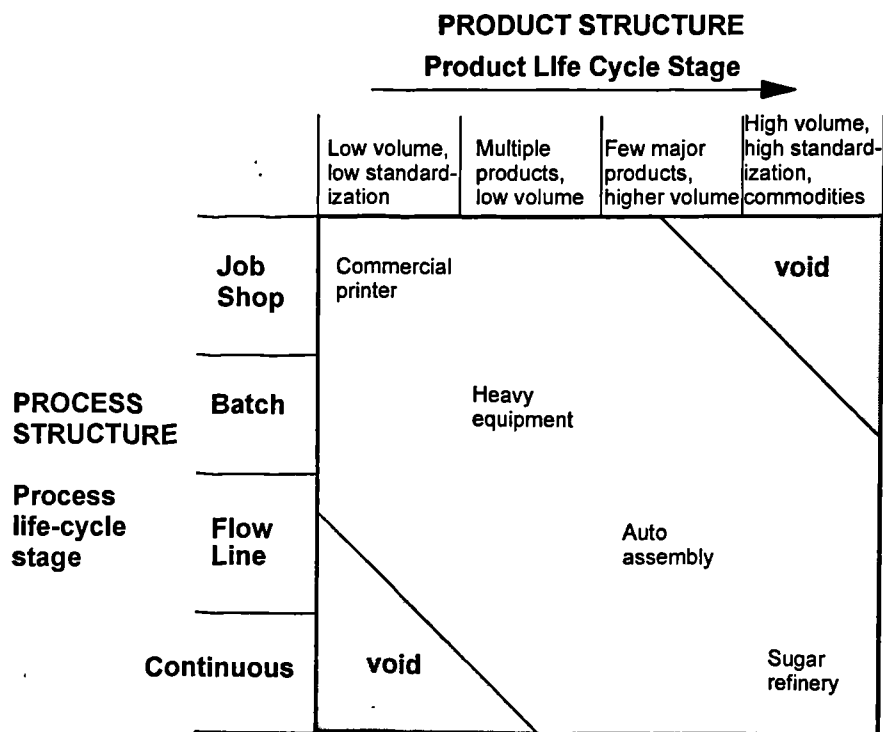 PRODUCT STRUCTURE
Product Life Cycle Stage
Low volume,
low standard-
ization
Multiple
products,
low volume
Few major
products,
higher volume
High volume,
high standard-
ization,
commodities
Job
Shop
Commercial
printer
void
PROCESS
STRUCTURE
Batch
Heavy
equipment
Process
life-cycle
stage
Flow
Line
Auto
assembly
Continuous
void
Sugar
refinery